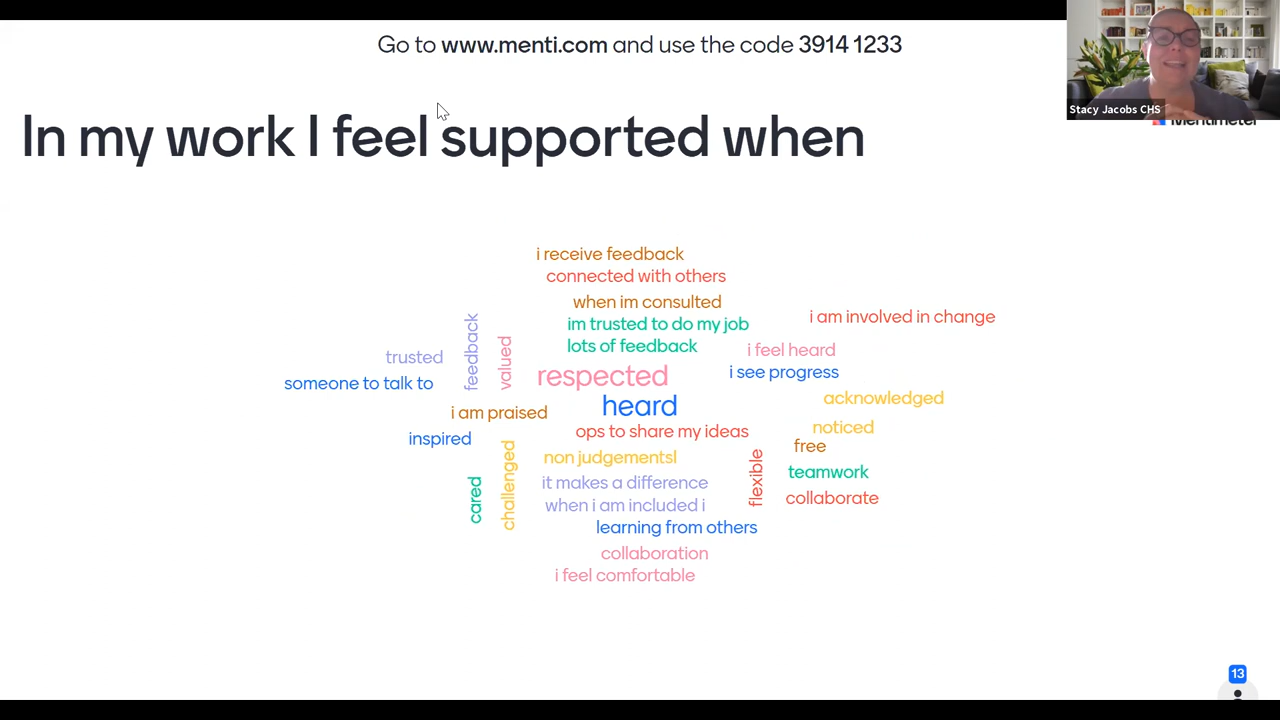 Go to www.menti.com and use the code 3914 1233
Stacy Jacobs CHS
Mentimeter
In my work I feel supported when
i receive feedback
connected with others
when im consulted
i am involved in change
im trusted to do my job
feedback
valued
lots of feedback
i feel heard
trusted
i see progress
respected
someone to talk to
acknowledged
heard
i am praised
noticed
ops to share my ideas
inspired
free
non judgementsl
flexible
teamwork
cared
challenged
it makes a difference
collaborate
when i am included i
learning from others
collaboration
i feel comfortable
13